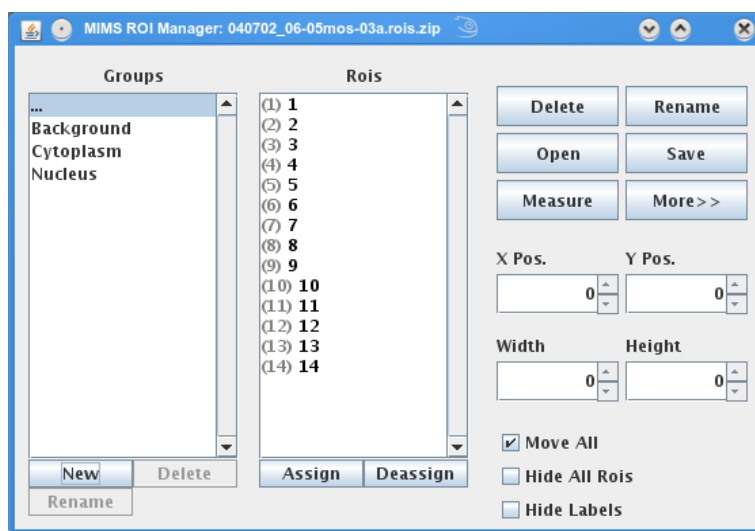 MIMS ROI Manager: 040702_06-05mos-03a.rois.zip
Groups
...
Background
Cytoplasm
Nucleus
New Delete
Rename
Rois
(1) 1
(2) 2
(3) 3
(4) 4
(5) 5
(6) 6
(7) 7
(8) 8
(9) 9
(10) 10
(11) 11
(12) 12
(13) 13
(14) 14
Assign Deassign
Delete Rename
Open Save
Measure More>>
X Pos. Y Pos.
0 0
Width Height
0 0
Move All
Hide All Rois
Hide Labels